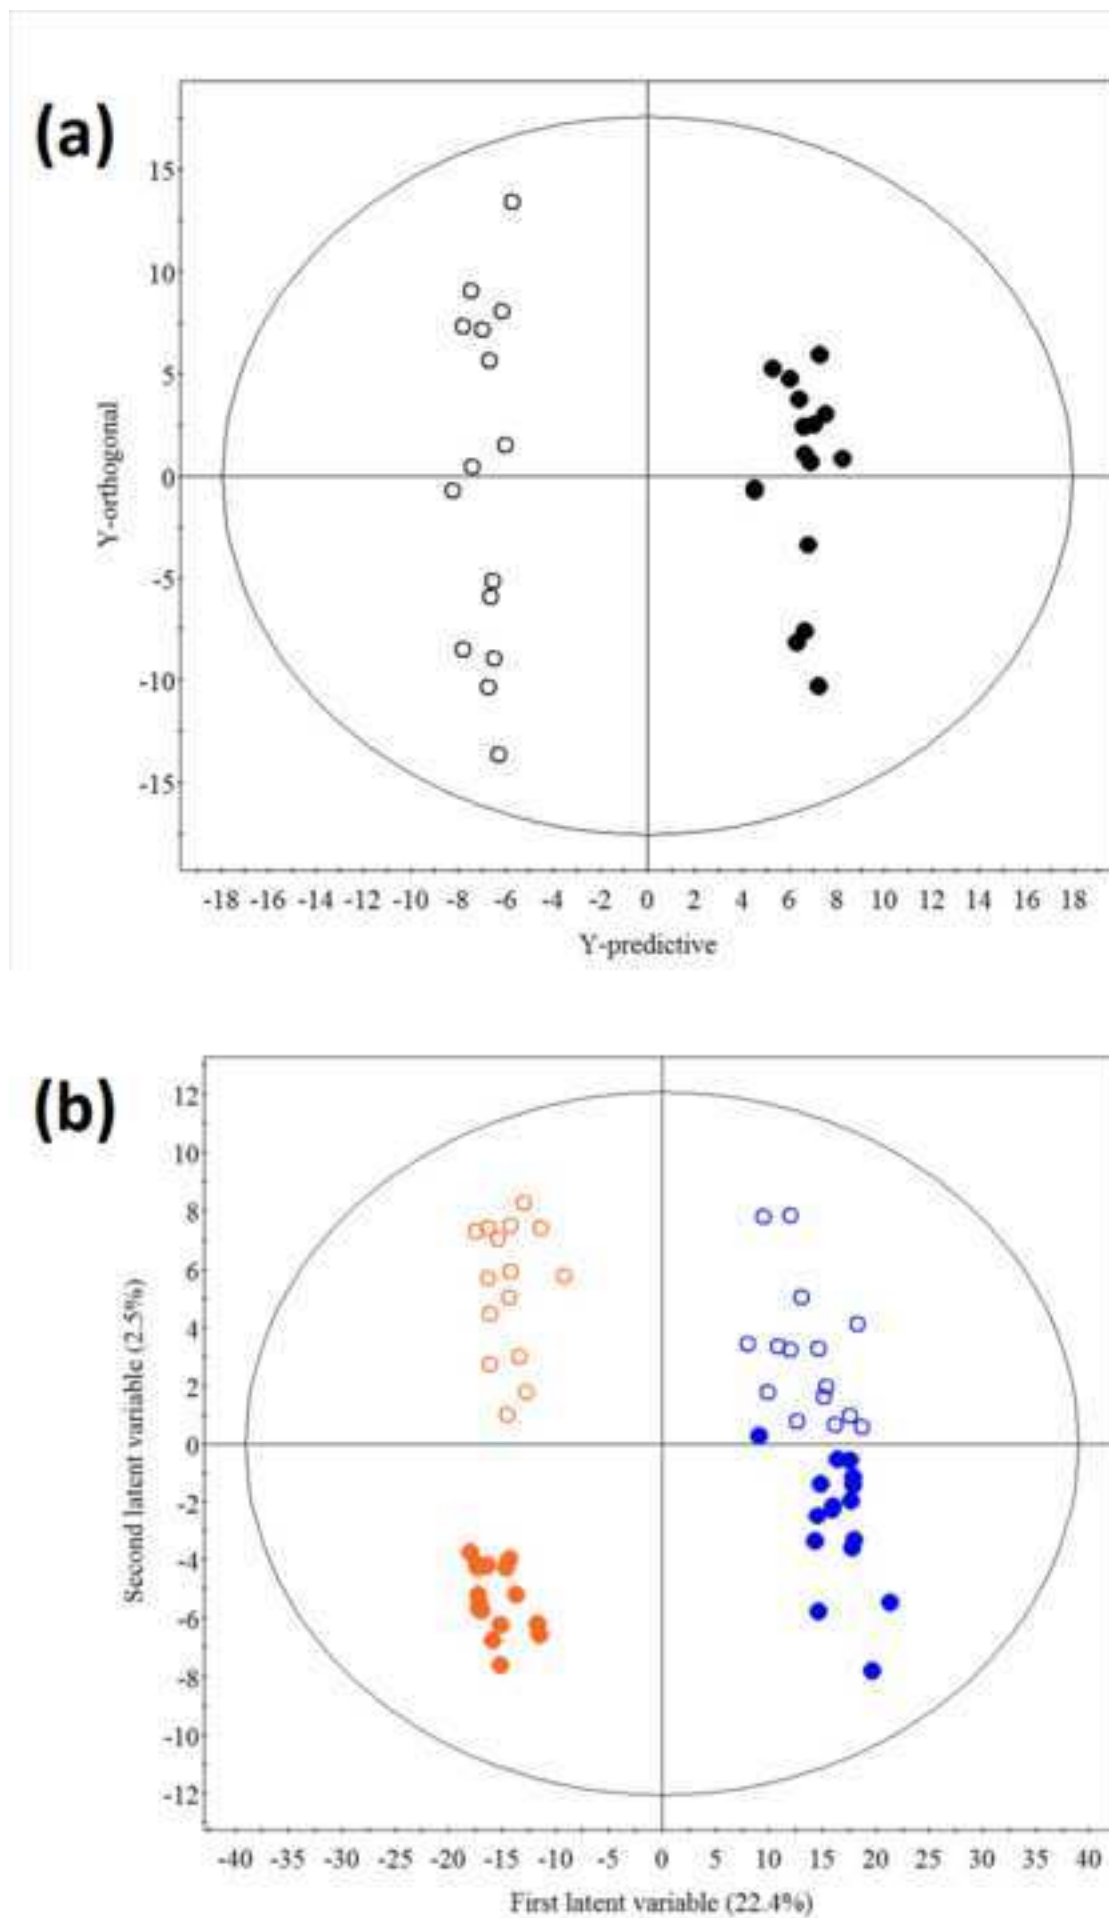 (a)
15
10
5
0
-5
-10
-15
Y-orthogonal
-18 -16 -14 -12 -10 -8 -6 -4 -2 0 2 4 6 8 10 12 14 16 18
Y-predictive
(b)
12
10
8
6
4
2
0
-2
-4
-6
-8
-10
-12
Second latent variable (2.5%)
-40 -35 -30 -25 -20 -15 -10 -5 0 5 10 15 20 25 30 35 40
First latent variable (22.4%)